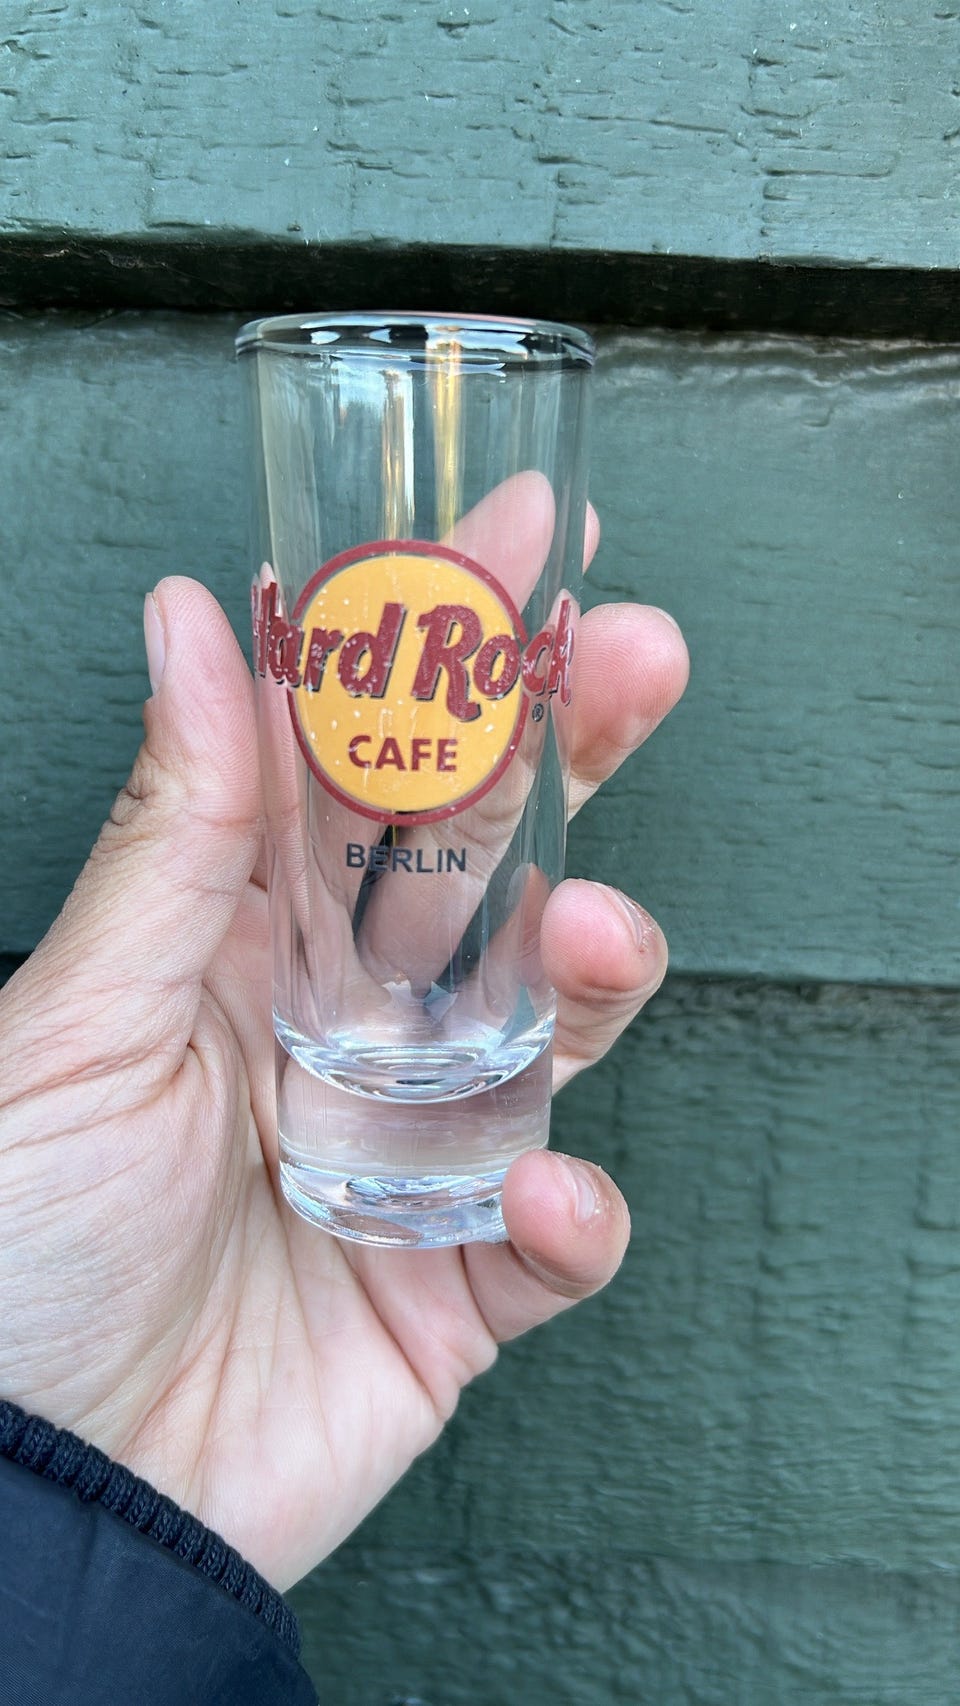 Hard Rock
®
CAFE
BERLIN